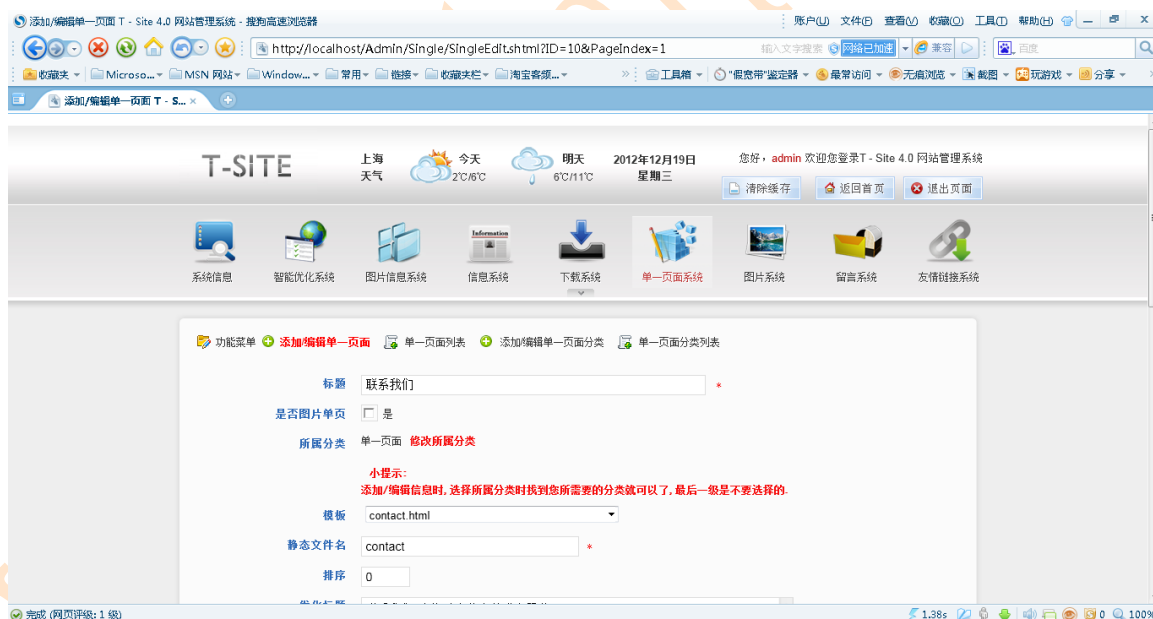 添加/编辑单一页面 T - Site 4.0 网站管理系统 - 搜狗高速浏览器
账户(U) 文件(F) 查看(V) 收藏(O) 工具(T) 帮助(H)
http://localhost/Admin/Single/SingleEdit.shtml?ID=10&PageIndex=1
输入文字搜索 网络已加速 兼容 百度
收藏夹 Microso... MSN 网站 Window... 常用 链接 收藏夹栏 淘宝客频... » 工具箱 "假宽带"鉴定器 最常访问 无痕浏览 截图 玩游戏 分享
添加/编辑单一页面 T - S... ×
T-SITE
上海 天气
今天 2℃/6℃
明天 6℃/11℃
2012年12月19日 星期三
您好，admin 欢迎您登录T - Site 4.0 网站管理系统
清除缓存 返回首页 退出页面
系统信息 智能优化系统 图片信息系统 信息系统 下载系统 单一页面系统 图片系统 留言系统 友情链接系统
Information
功能菜单 添加/编辑单一页面 单一页面列表 添加/编辑单一页面分类 单一页面分类列表
标题 联系我们 *
是否图片单页 是
所属分类 单一页面 修改所属分类
小提示:
添加/编辑信息时, 选择所属分类时找到您所需要的分类就可以了, 最后一级是不要选择的.
模板 contact.html
静态文件名 contact *
排序 0
优化标题
完成 (网页评级: 1 级)
1.38s 0 100%